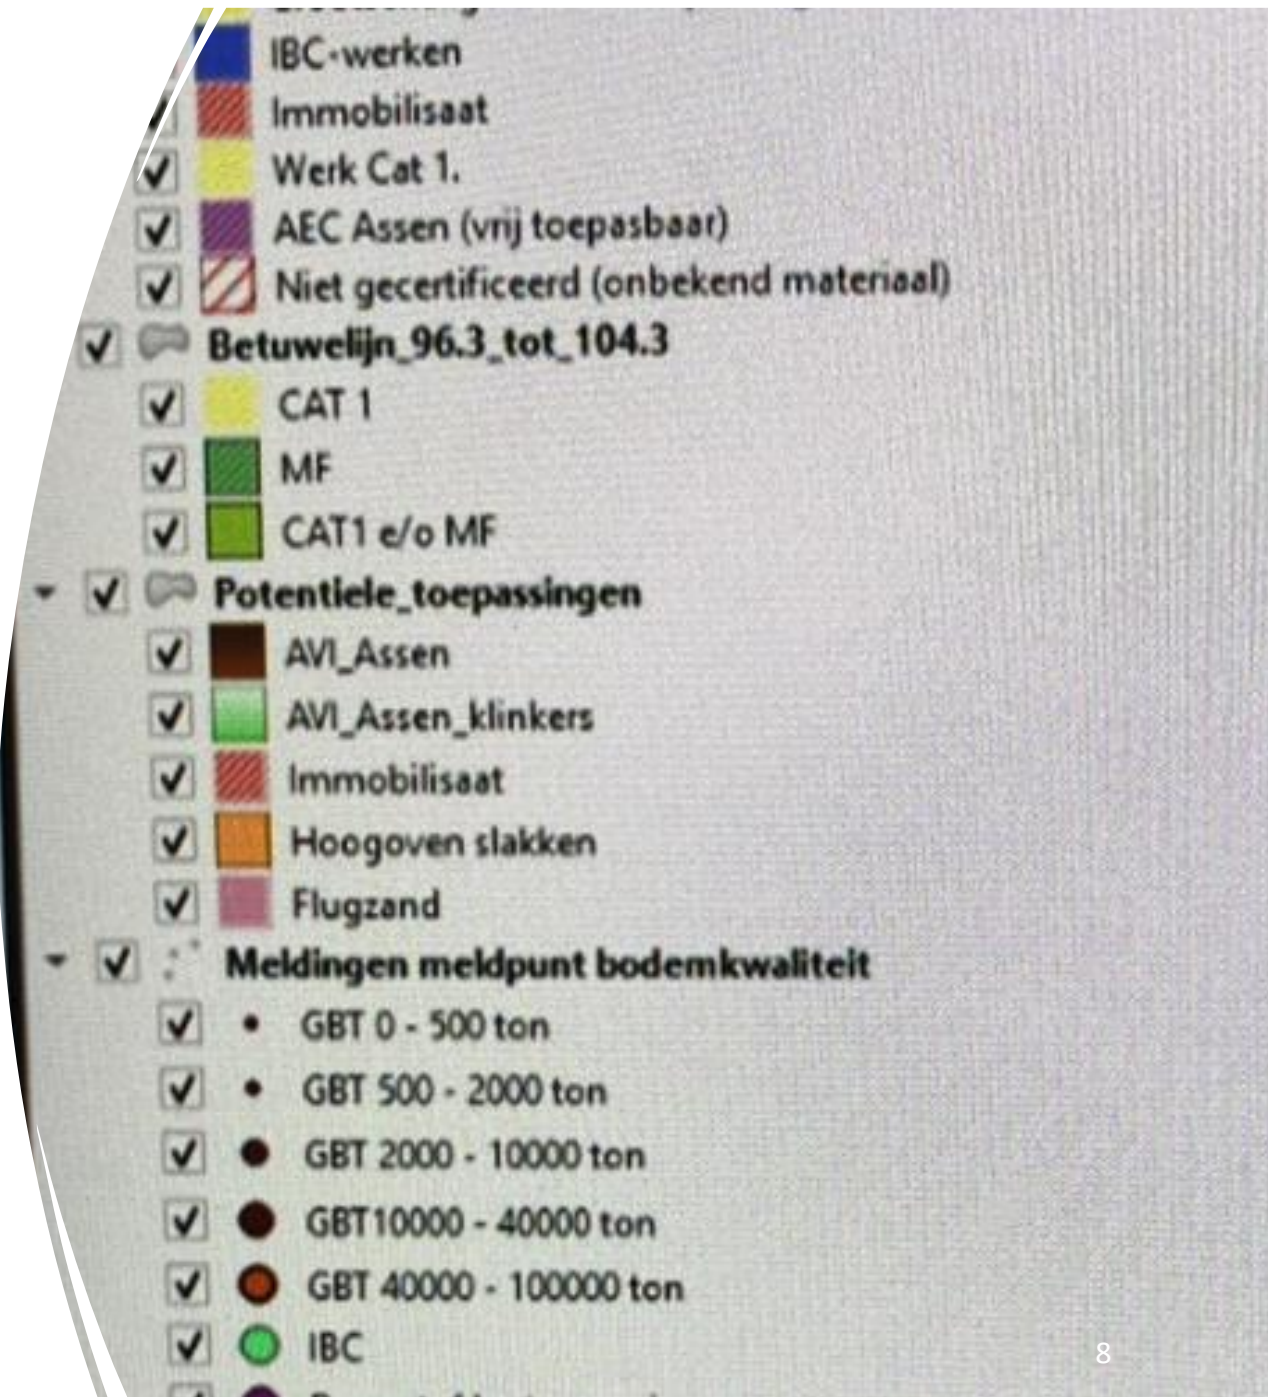 IBC-werken
Immobilisaat
Werk Cat 1.
AEC Assen (vrij toepasbaar)
Niet gecertificeerd (onbekend materiaal)
Betuwelijn_96.3_tot_104.3
CAT 1
MF
CAT1 e/o MF
Potentiele_toepassingen
AVI_Assen
AVI_Assen_klinkers
Immobilisaat
Hoogoven slakken
Flugzand
Meldingen meldpunt bodemkwaliteit
GBT 0 - 500 ton
GBT 500 - 2000 ton
GBT 2000 - 10000 ton
GBT10000 - 40000 ton
GBT 40000 - 100000 ton
IBC
8